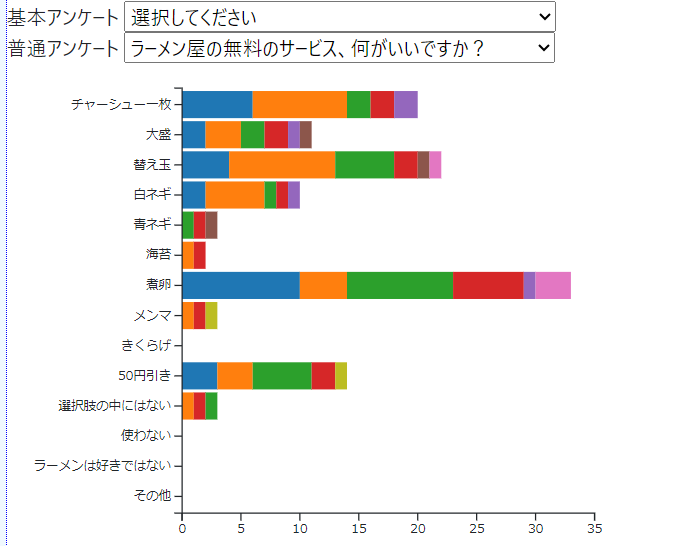 基本アンケート 選択してください
普通アンケート ラーメン屋の無料のサービス、何がいいですか？
チャーシュー一枚
大盛
替え玉
白ネギ
青ネギ
海苔
煮卵
メンマ
きくらげ
50円引き
選択肢の中にはない
使わない
ラーメンは好きではない
その他
0 5 10 15 20 25 30 35